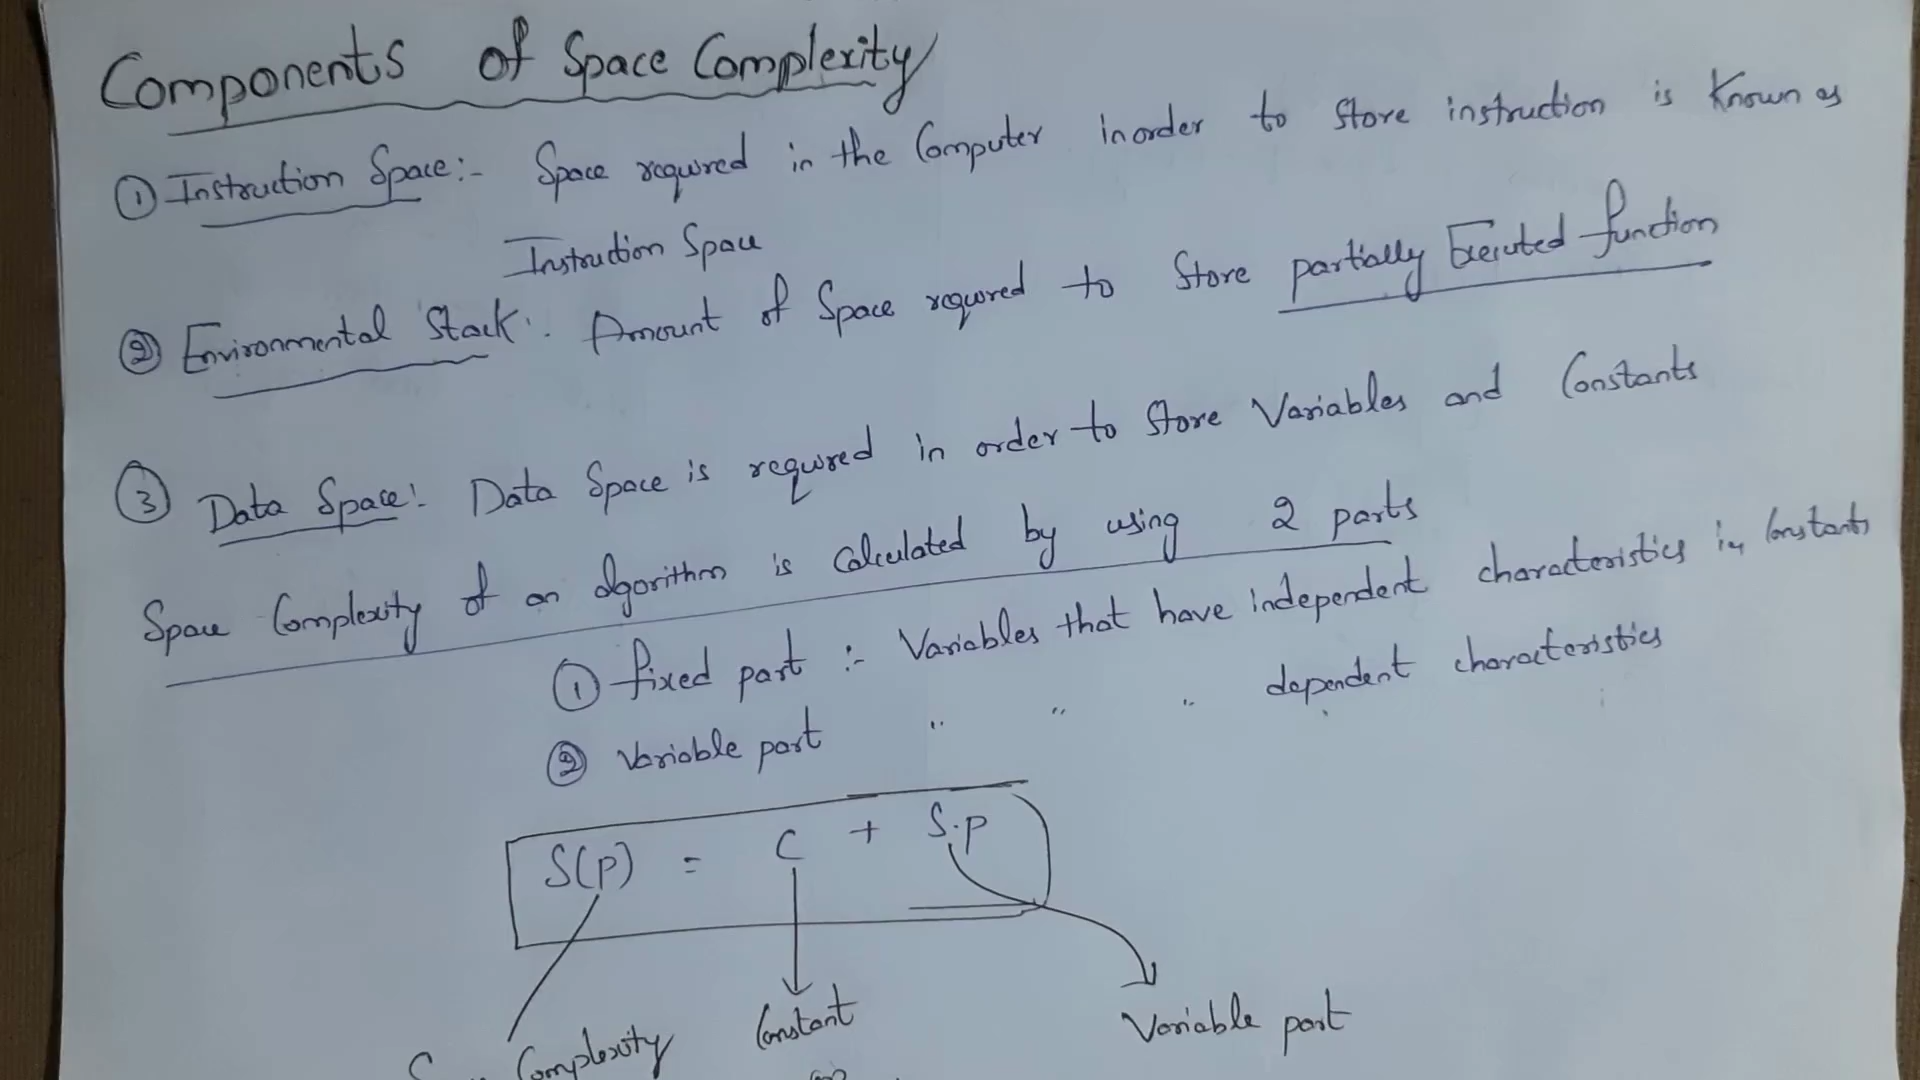 Components of Space Complexity
① Instruction Space:- Space required in the Computer inorder to Store instruction is Known as
Instruction Space
② Environmental Stack:. Amount of Space required to Store partially Executed function
③ Data Space:- Data Space is required in order to Store Variables and Constants
Space Complexity of an algorithm is Calculated by using 2 parts
① fixed part :- Variables that have independent characteristics Constants
② Variable part " " " dependent characteristics
S(p) = C + S.p
Constant Variable part
Complexity